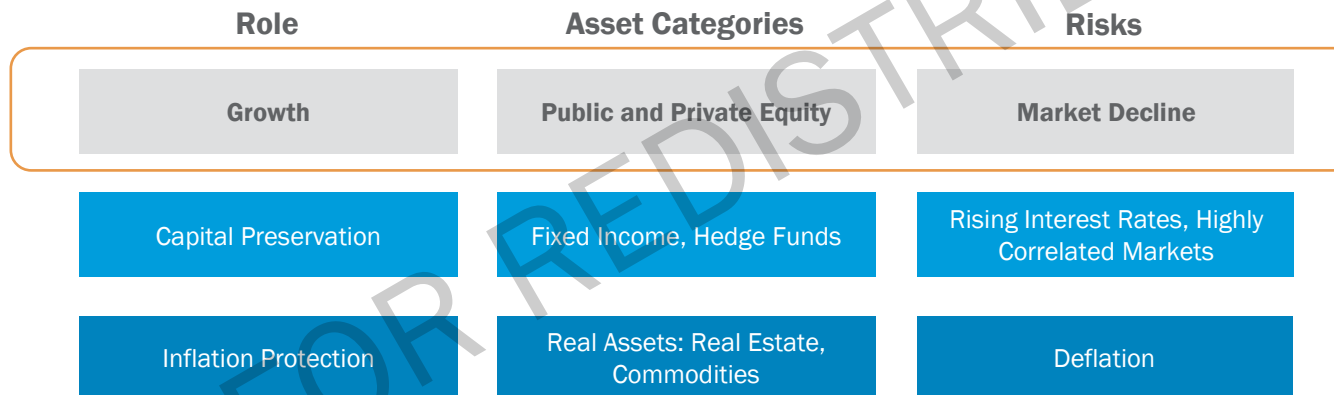 Role Asset Categories Risks
Growth Public and Private Equity Market Decline
Capital Preservation Fixed Income, Hedge Funds Rising Interest Rates, Highly
Correlated Markets
Inflation Protection Real Assets: Real Estate,
Commodities Deflation
FOR